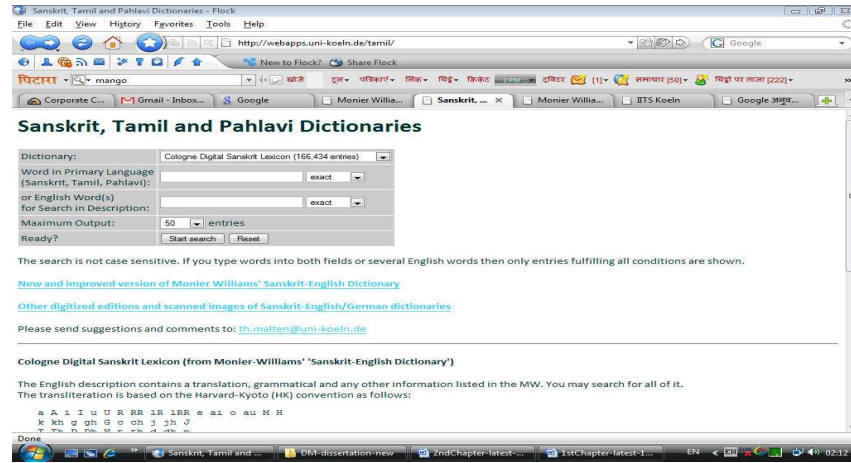 Sanskrit, Tamil and Pahlavi Dictionaries - Flock
File Edit View History Favorites Tools Help
http://webapps.uni-koeln.de/tamil/ Google
New to Flock? Share Flock
पिटारा mango खोजें टूल- पत्रिकाएं- लिंक- क्रिकेट ट्विटर [1]- समाचार [50]- चिट्ठों पर ताज़ा [222]-
Corporate C... Gmail - Inbox... Google Monier Willia... Sanskrit, ... Monier Willia... IITS Koeln Google अनुव...
Sanskrit, Tamil and Pahlavi Dictionaries
Dictionary: Cologne Digital Sanskrit Lexicon (166,434 entries)
Word in Primary Language
(Sanskrit, Tamil, Pahlavi): exact
or English Word(s)
for Search in Description: exact
Maximum Output: 50 entries
Ready? Start search Reset
The search is not case sensitive. If you type words into both fields or several English words then only entries fulfilling all conditions are shown.
New and improved version of Monier Williams' Sanskrit-English Dictionary
Other digitized editions and scanned images of Sanskrit-English/German dictionaries
Please send suggestions and comments to: th.malten@uni-koeln.de
Cologne Digital Sanskrit Lexicon (from Monier-Williams' 'Sanskrit-English Dictionary')
The English description contains a translation, grammatical and any other information listed in the MW. You may search for all of it.
The transliteration is based on the Harvard-Kyoto (HK) convention as follows:
a A i I u U R RR lR lRR e ai o au M H
k kh g gh G c ch j jh J
T Th D Dh N t th d dh n
Done
Sanskrit, Tamil and ... DM-dissertation-new 2ndChapter-latest-... 1stChapter-latest-1... EN 02:12